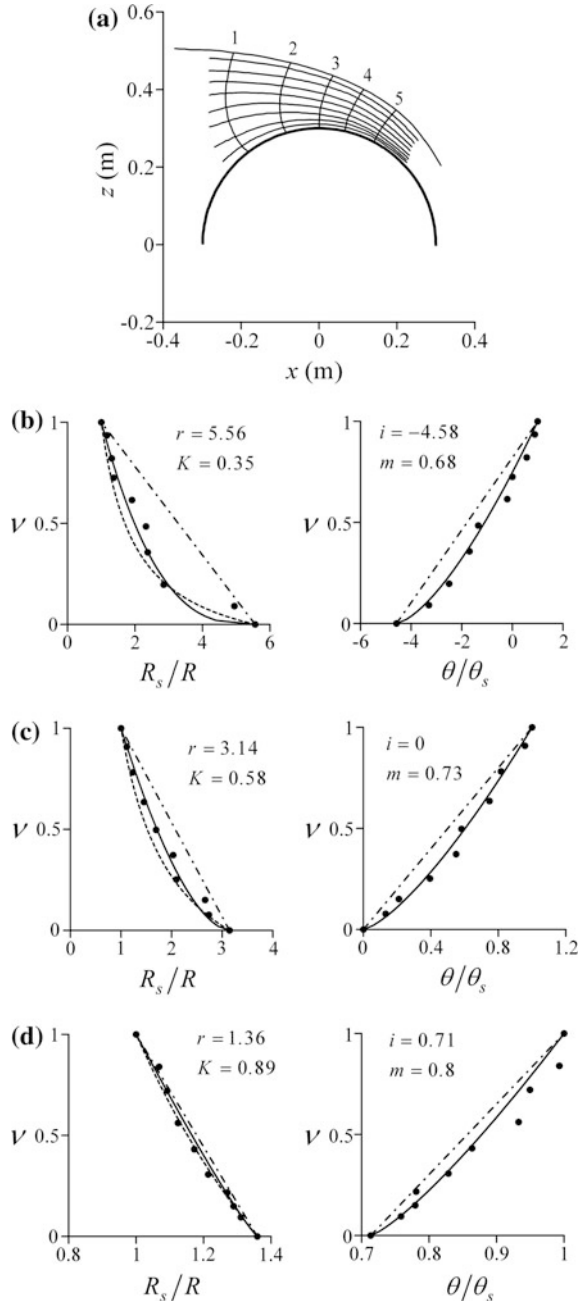 (a)
0.6
0.4
0.2
0
-0.2
z (m)
1 2 3 4 5
-0.4 -0.2 0 0.2 0.4
x (m)
(b)
1
0.5
0
ν
r = 5.56
K = 0.35
0 2 4 6
R_s/R
1
0.5
0
ν
i = −4.58
m = 0.68
-6 -4 -2 0 2
θ/θ_s
(c)
1
0.5
0
ν
r = 3.14
K = 0.58
0 1 2 3 4
R_s/R
1
0.5
0
ν
i = 0
m = 0.73
0 0.4 0.8 1.2
θ/θ_s
(d)
1
0.5
0
ν
r = 1.36
K = 0.89
0.8 1 1.2 1.4
R_s/R
1
0.5
0
ν
i = 0.71
m = 0.8
0.7 0.8 0.9 1
θ/θ_s